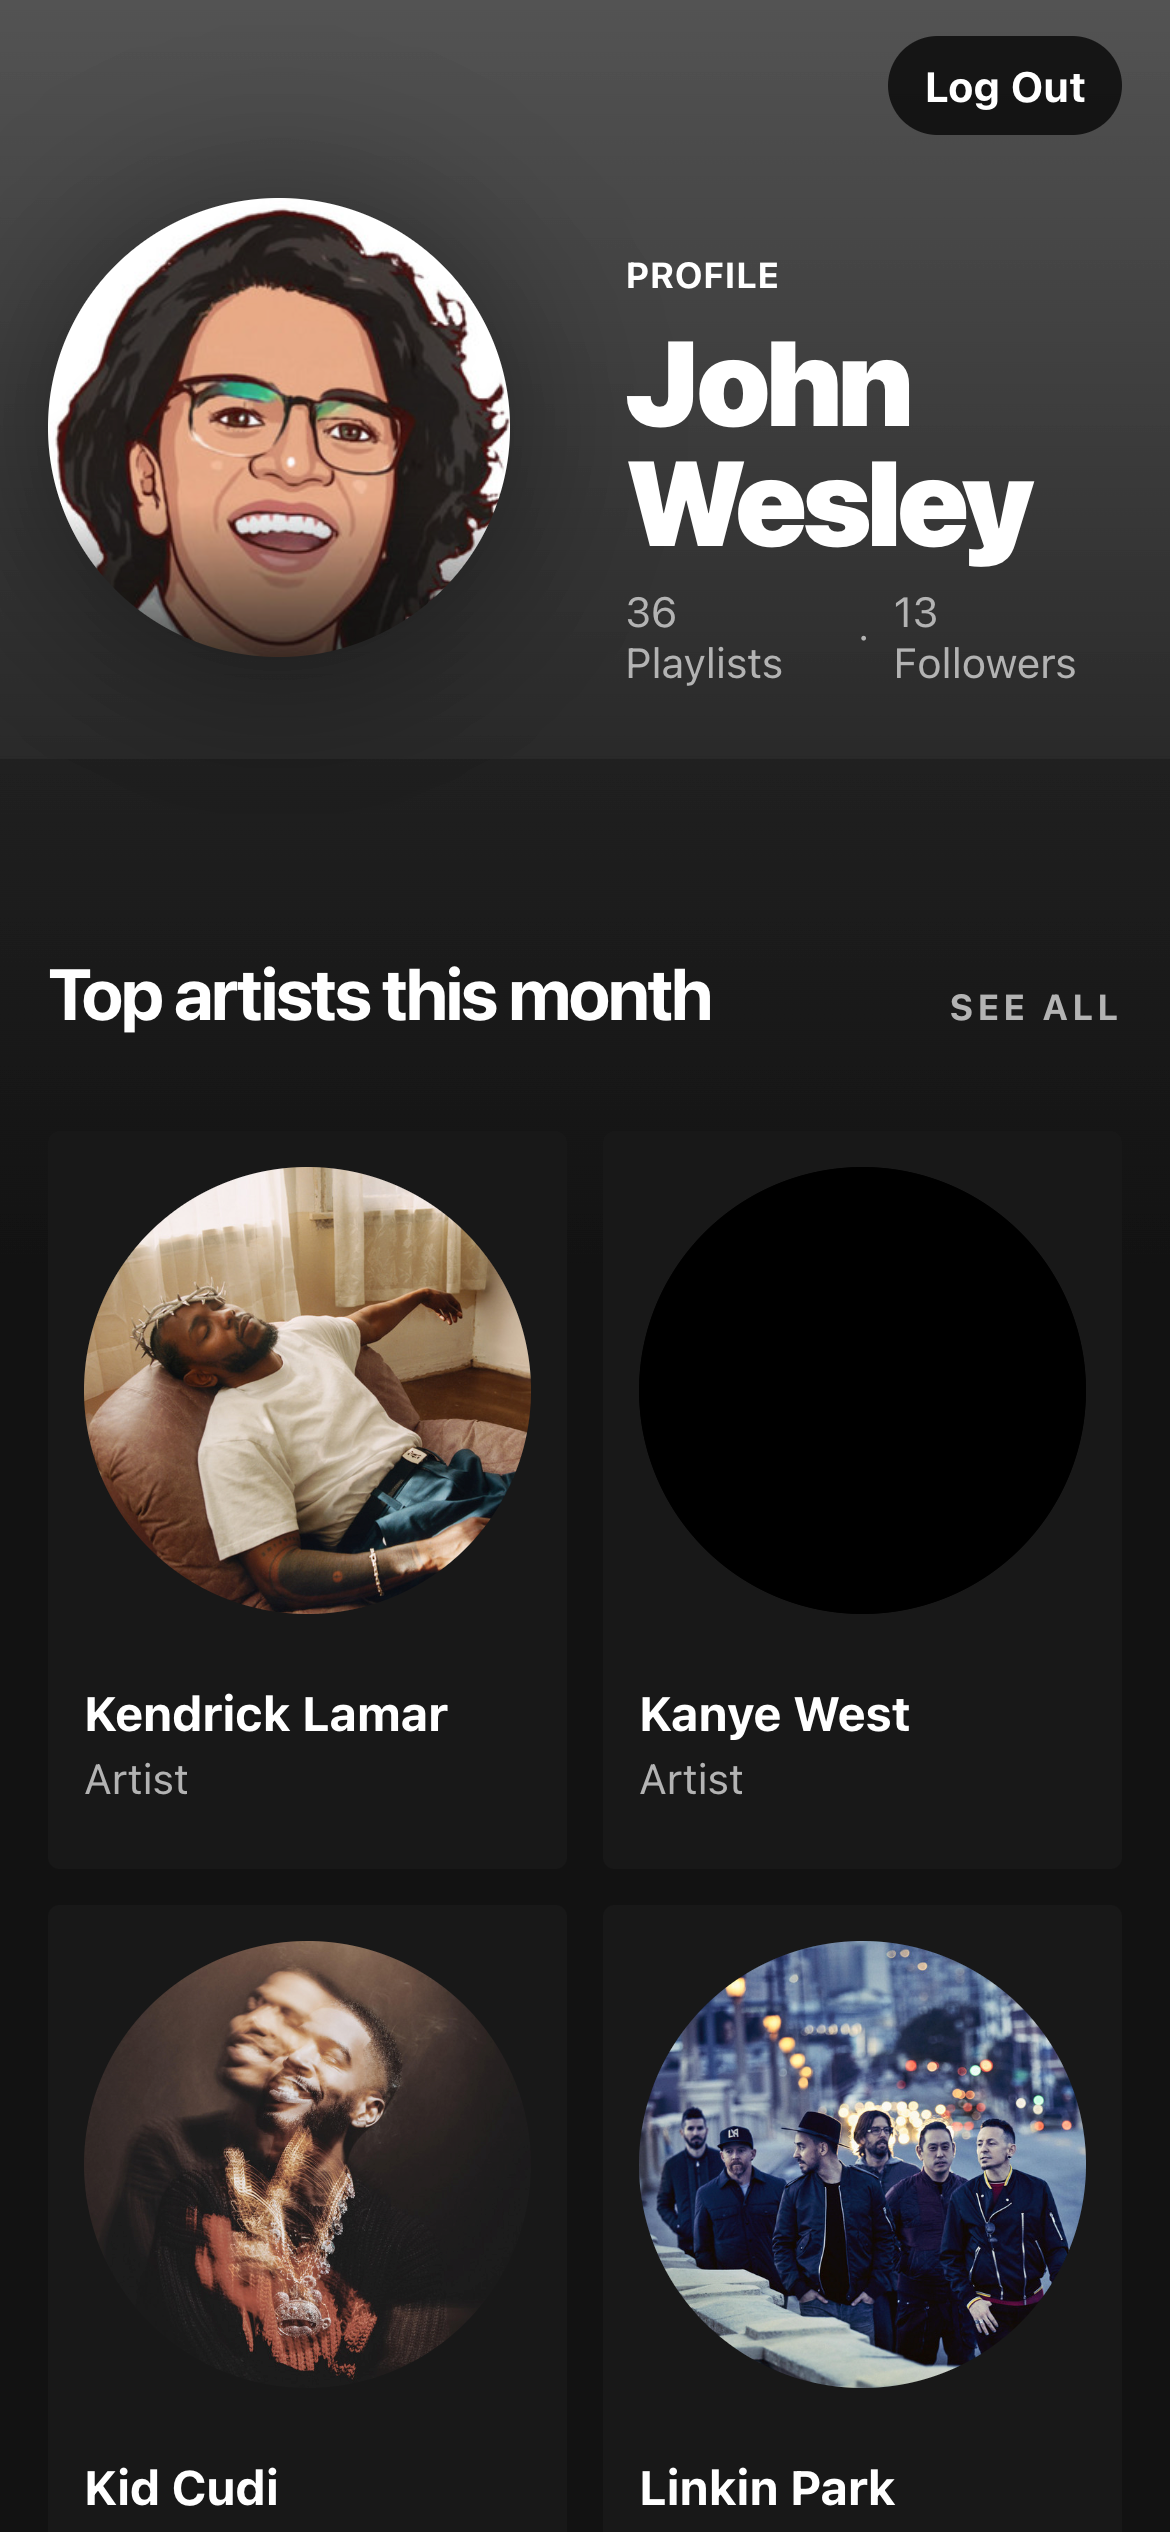 Log Out
PROFILE
John
Wesley
36
Playlists
·
13
Followers
Top artists this month
SEE ALL
Kendrick Lamar
Artist
Kanye West
Artist
Kid Cudi
Linkin Park